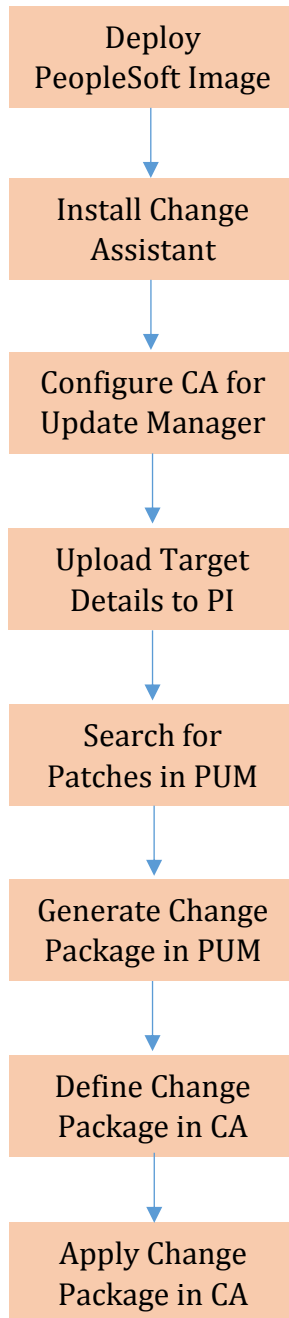 Deploy
PeopleSoft Image
Install Change
Assistant
Configure CA for
Update Manager
Upload Target
Details to PI
Search for
Patches in PUM
Generate Change
Package in PUM
Define Change
Package in CA
Apply Change
Package in CA